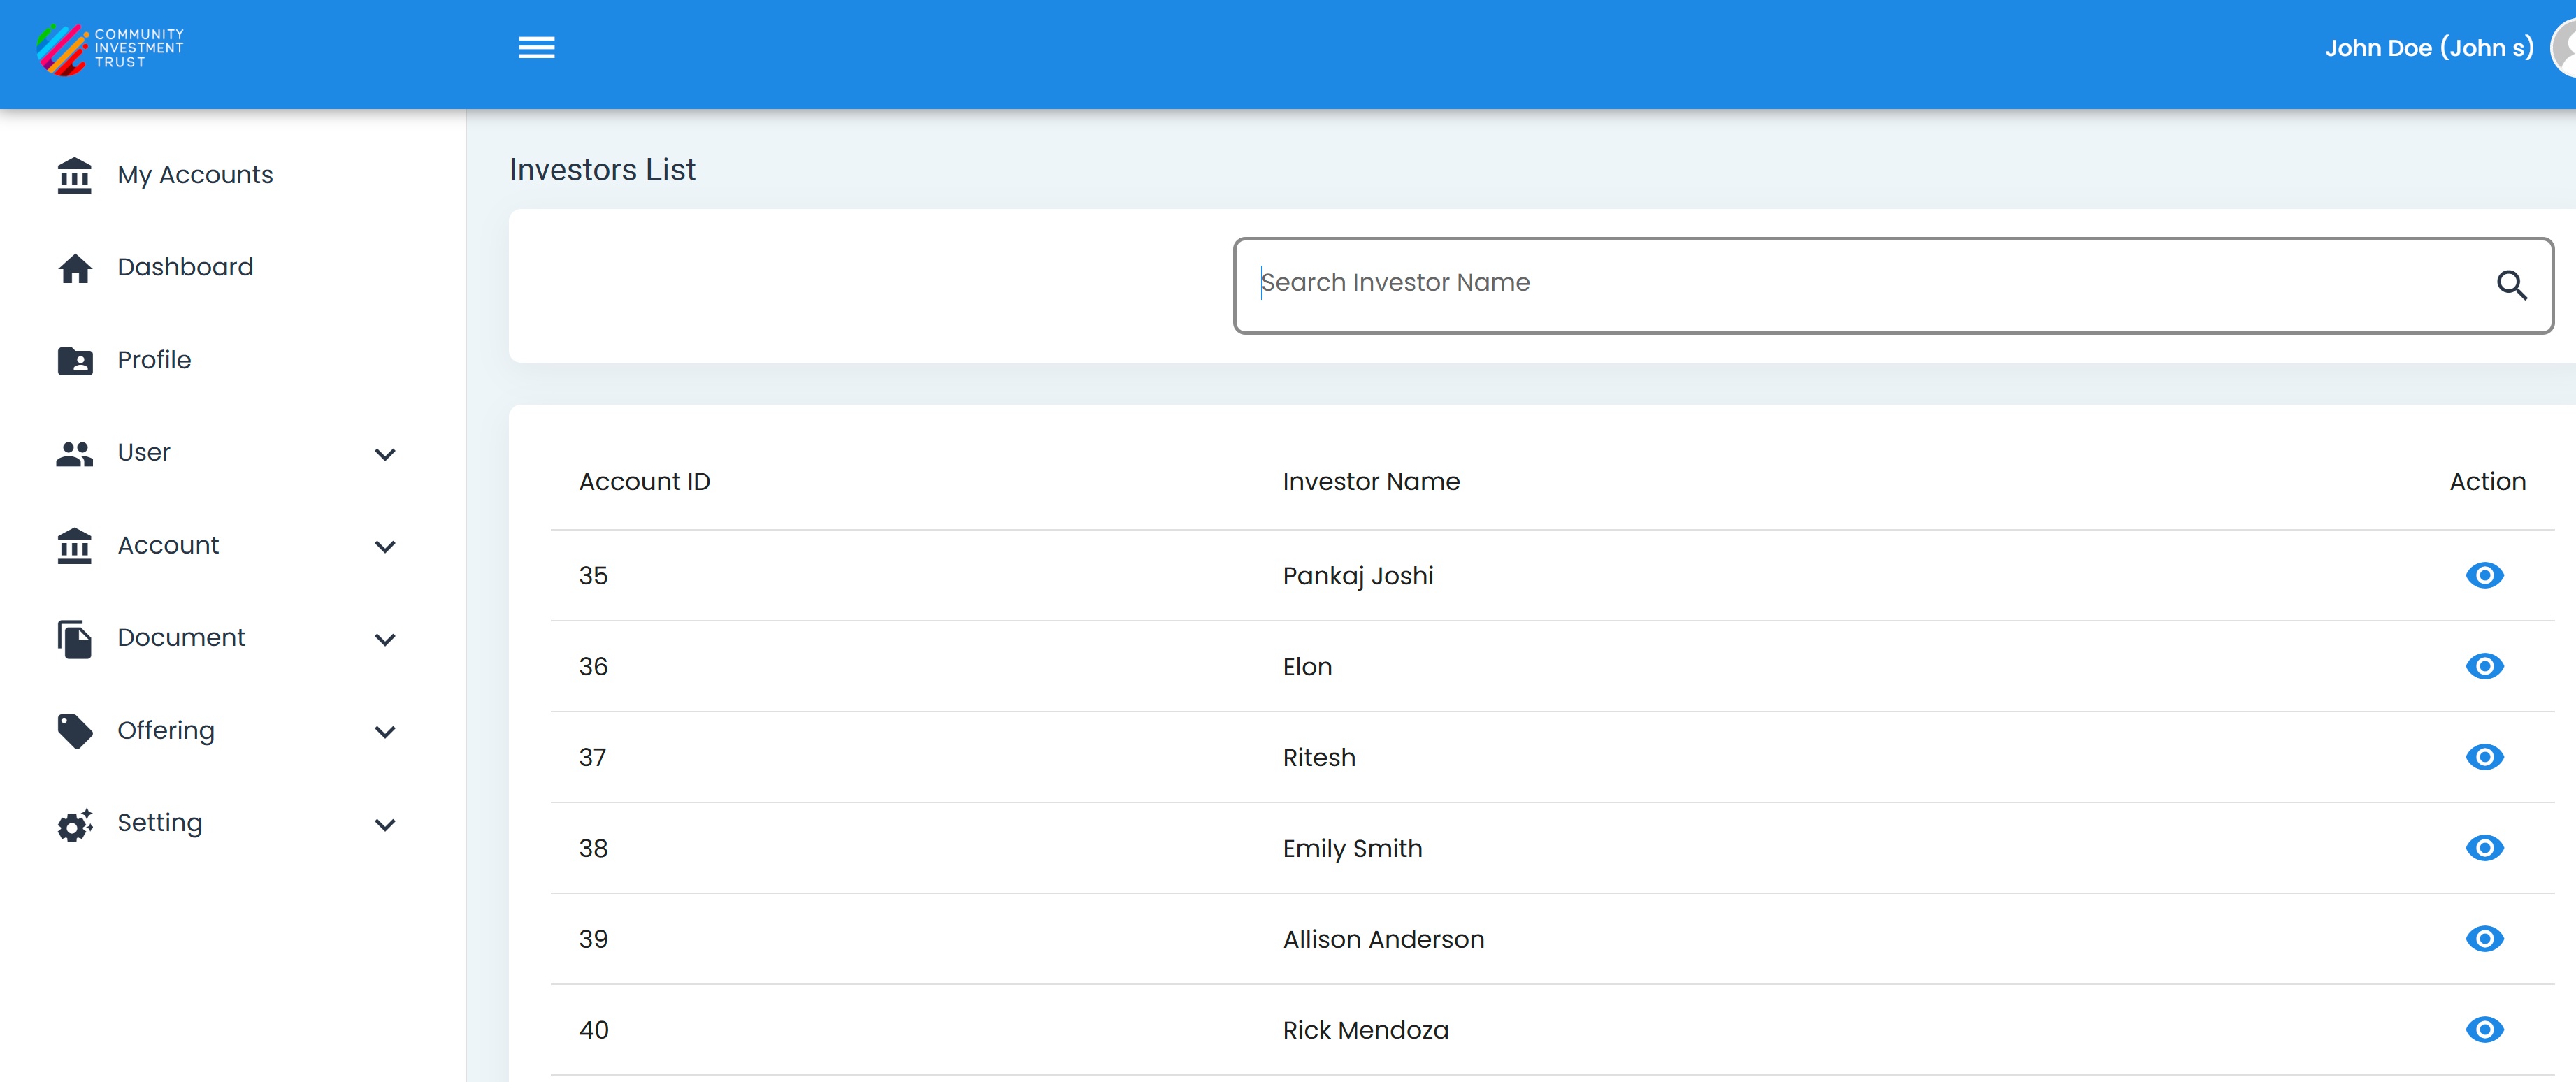 COMMUNITY
INVESTMENT
TRUST
John Doe (John s)
My Accounts
Dashboard
Profile
User
Account
Document
Offering
Setting
Investors List
Search Investor Name
Account ID Investor Name Action
35 Pankaj Joshi
36 Elon
37 Ritesh
38 Emily Smith
39 Allison Anderson
40 Rick Mendoza